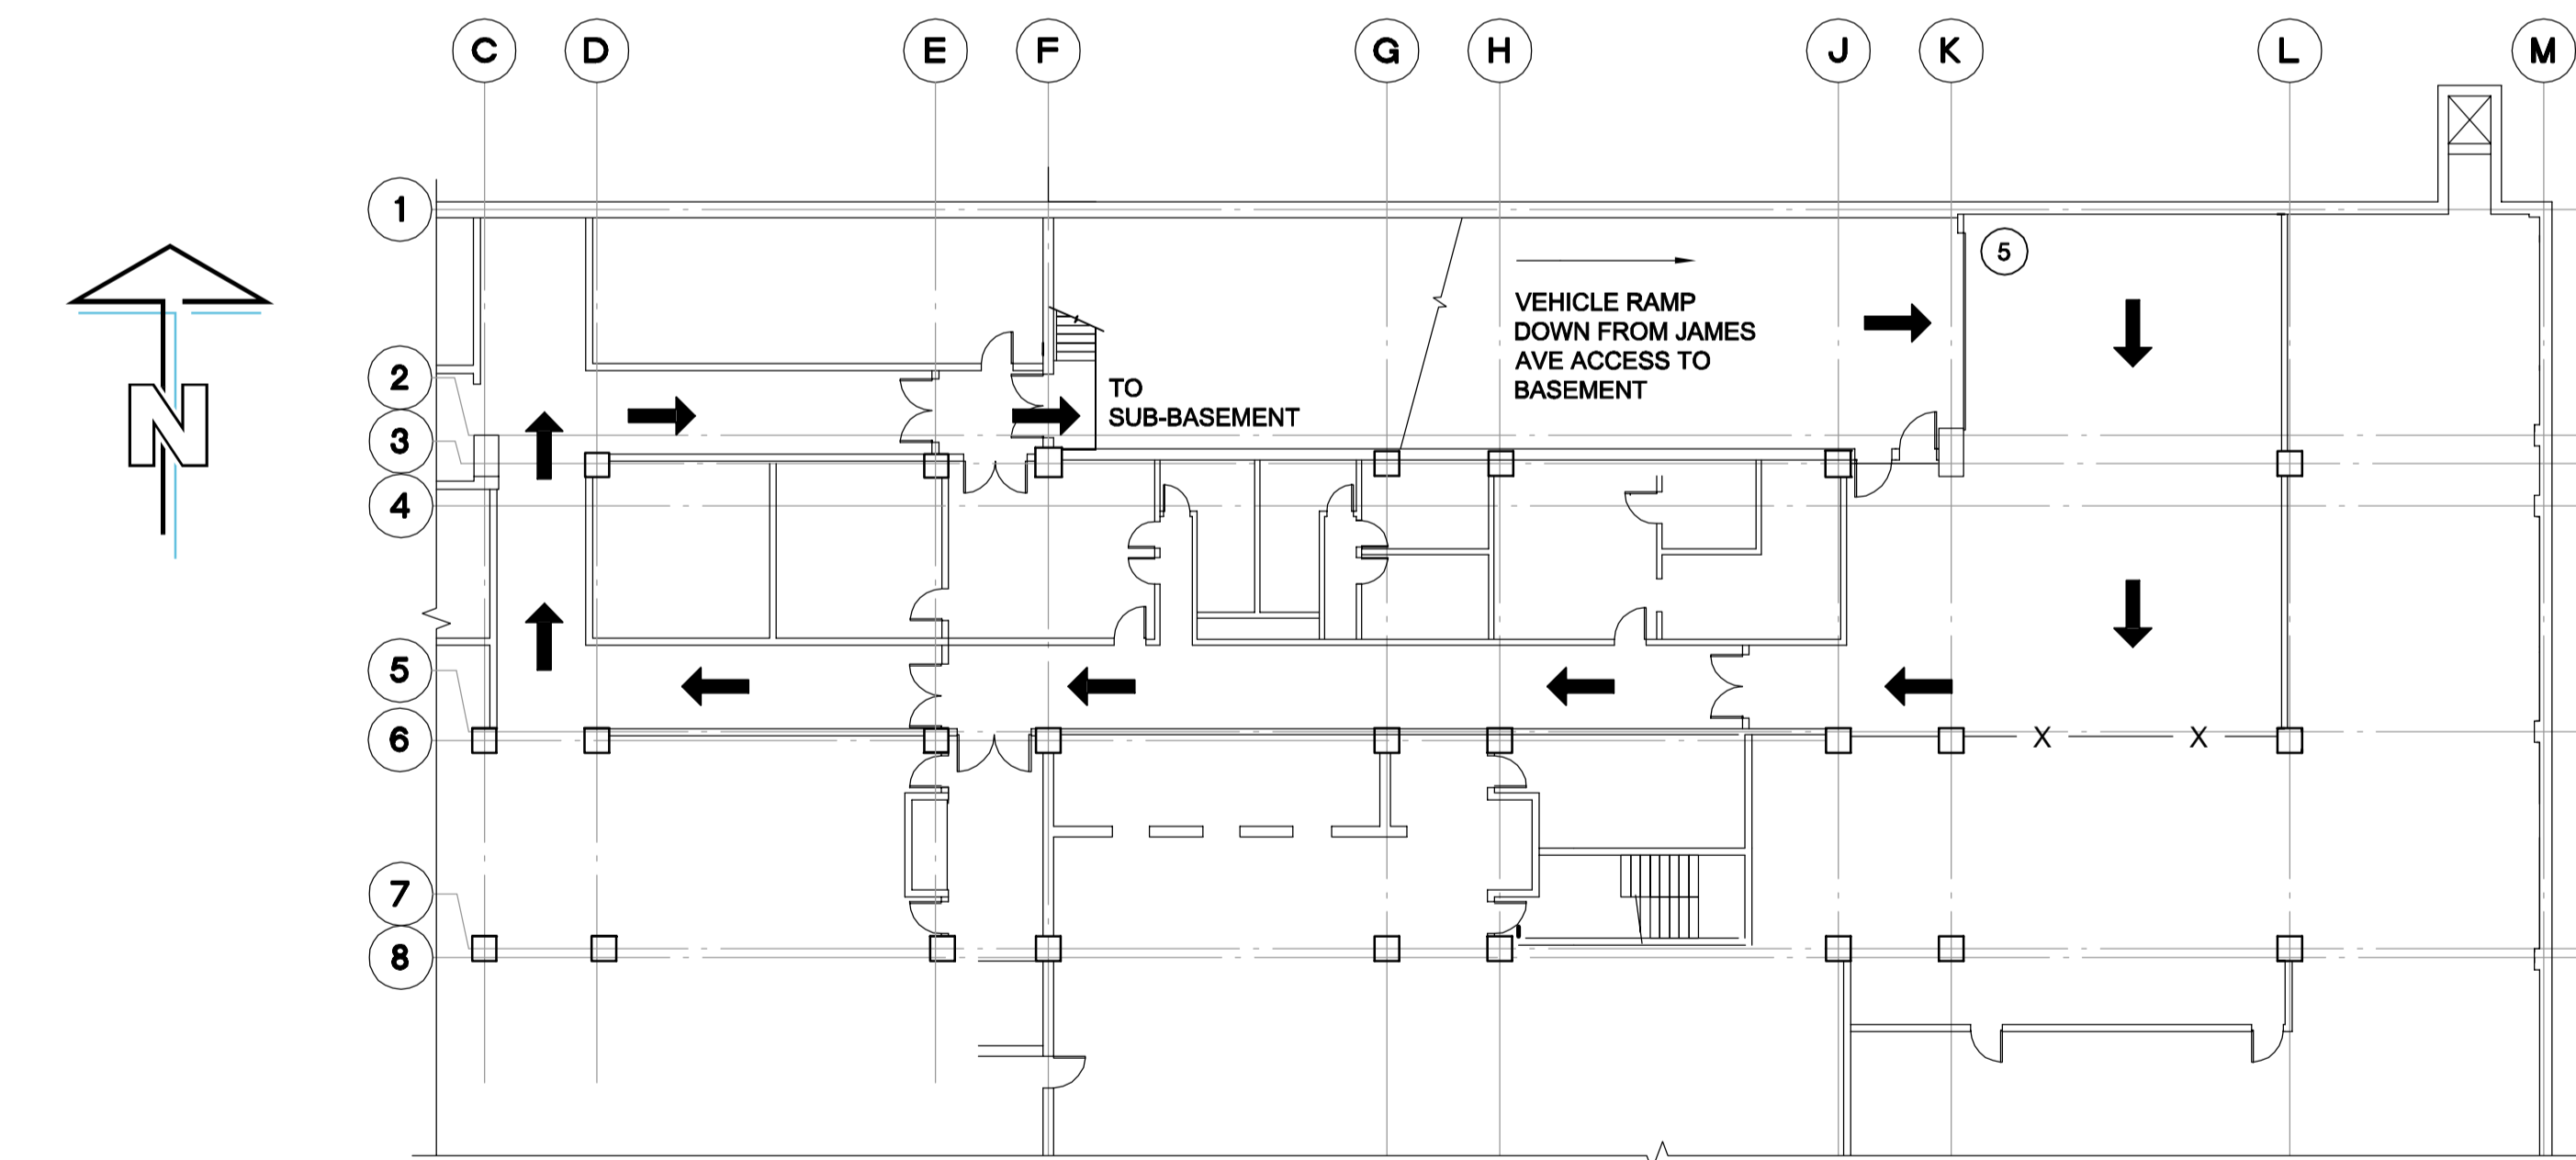 C D E F G H J K L M
1
5
VEHICLE RAMP
DOWN FROM JAMES
AVE ACCESS TO
BASEMENT
2
TO
SUB-BASEMENT
3
N
4
5
6
X X
7
8